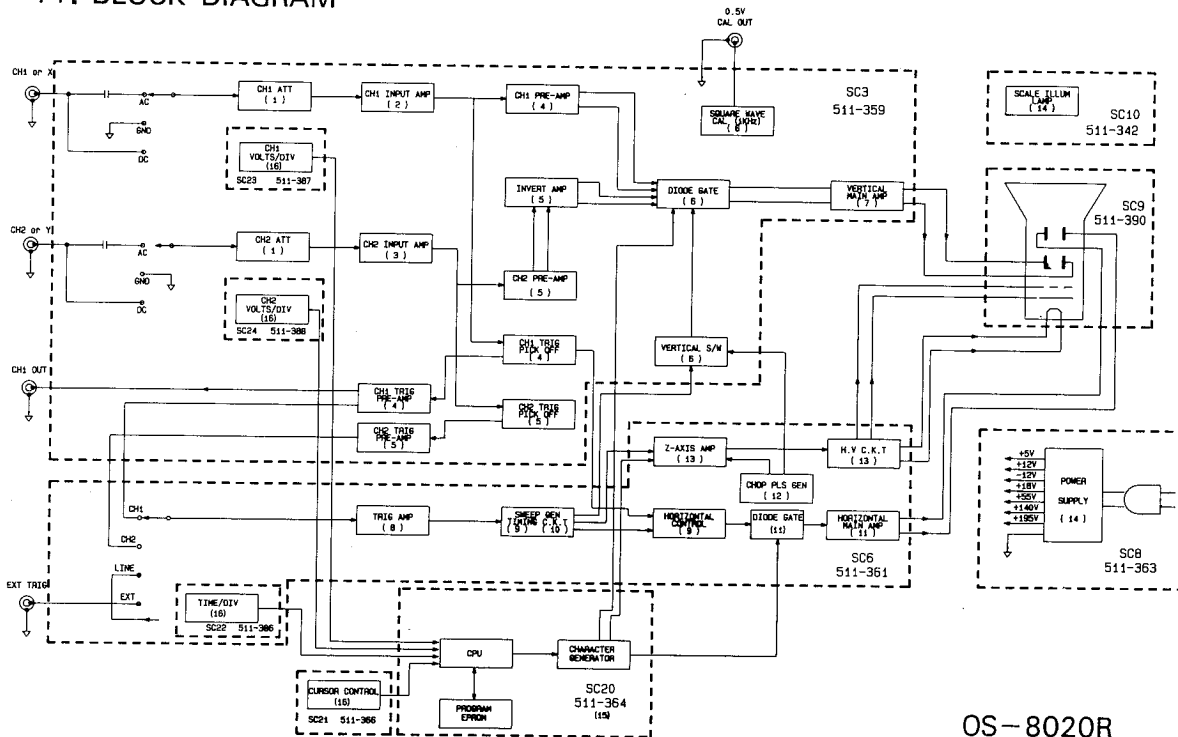 11. BLOCK DIAGRAM
0.5V
CAL OUT
CH1 or X
AC
GND
DC
CH1 ATT
( 1 )
CH1 INPUT AMP
( 2 )
CH1 PRE-AMP
( 4 )
SQUARE WAVE
CAL (1KHz)
( 6 )
SC3
511-359
SCALE ILLUM
LAMP
( 14 )
SC10
511-342
CH1
VOLTS/DIV
(16)
SC23 511-387
INVERT AMP
( 5 )
DIODE GATE
( 6 )
VERTICAL
MAIN AMP
( 7 )
SC9
511-390
CH2 or Y
AC
GND
DC
CH2 ATT
( 1 )
CH2 INPUT AMP
( 3 )
CH2 PRE-AMP
( 5 )
CH2
VOLTS/DIV
(16)
SC24 511-388
CH1 TRIG
PICK OFF
( 4 )
VERTICAL S/W
( 6 )
CH1 OUT
CH1 TRIG
PRE-AMP
( 4 )
CH2 TRIG
PICK OFF
( 5 )
CH2 TRIG
PRE-AMP
( 5 )
Z-AXIS AMP
( 13 )
H.V C.K.T
( 13 )
CHOP PLS GEN
( 12 )
+5V
+12V
-12V
+18V
+55V
+140V
+195V
POWER
SUPPLY
( 14 )
SC8
511-363
CH1
CH2
LINE
EXT
EXT TRIG
TRIG AMP
( 8 )
SWEEP GEN
TIMING C.K.T
( 9 ) ( 10 )
HORIZONTAL
CONTROL
( 9 )
DIODE GATE
(11)
HORIZONTAL
MAIN AMP
( 11 )
SC6
511-361
TIME/DIV
(16)
SC22 511-386
CPU
CHARACTER
GENERATOR
PROGRAM
EPROM
SC20
511-364
(15)
CURSOR CONTROL
(16)
SC21 511-366
OS-8020R